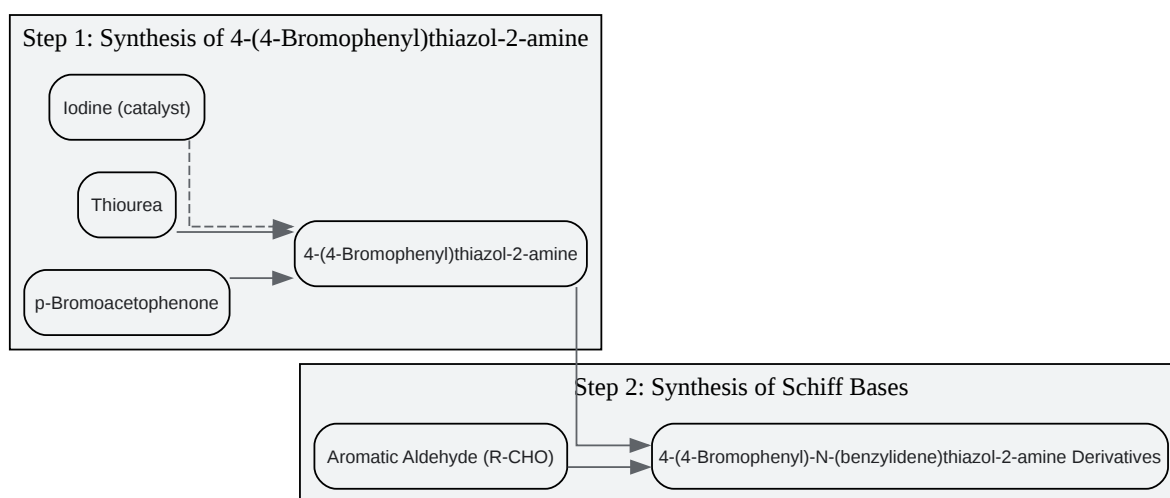 Step 1: Synthesis of 4-(4-Bromophenyl)thiazol-2-amine
Iodine (catalyst)
Thiourea
4-(4-Bromophenyl)thiazol-2-amine
p-Bromoacetophenone
Step 2: Synthesis of Schiff Bases
Aromatic Aldehyde (R-CHO)
4-(4-Bromophenyl)-N-(benzylidene)thiazol-2-amine Derivatives